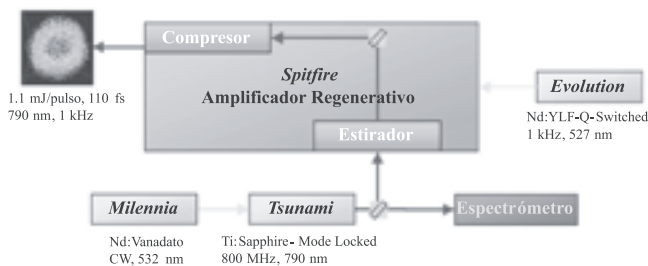 Compresor
Spitfire
Amplificador Regenerativo
Estirador
1.1 mJ/pulso, 110 fs
790 nm, 1 kHz
Evolution
Nd:YLF-Q-Switched
1 kHz, 527 nm
Milennia
Tsunami
Espectrómetro
Nd:Vanadato
CW, 532 nm
Ti:Sapphire-Mode Locked
800 MHz, 790 nm